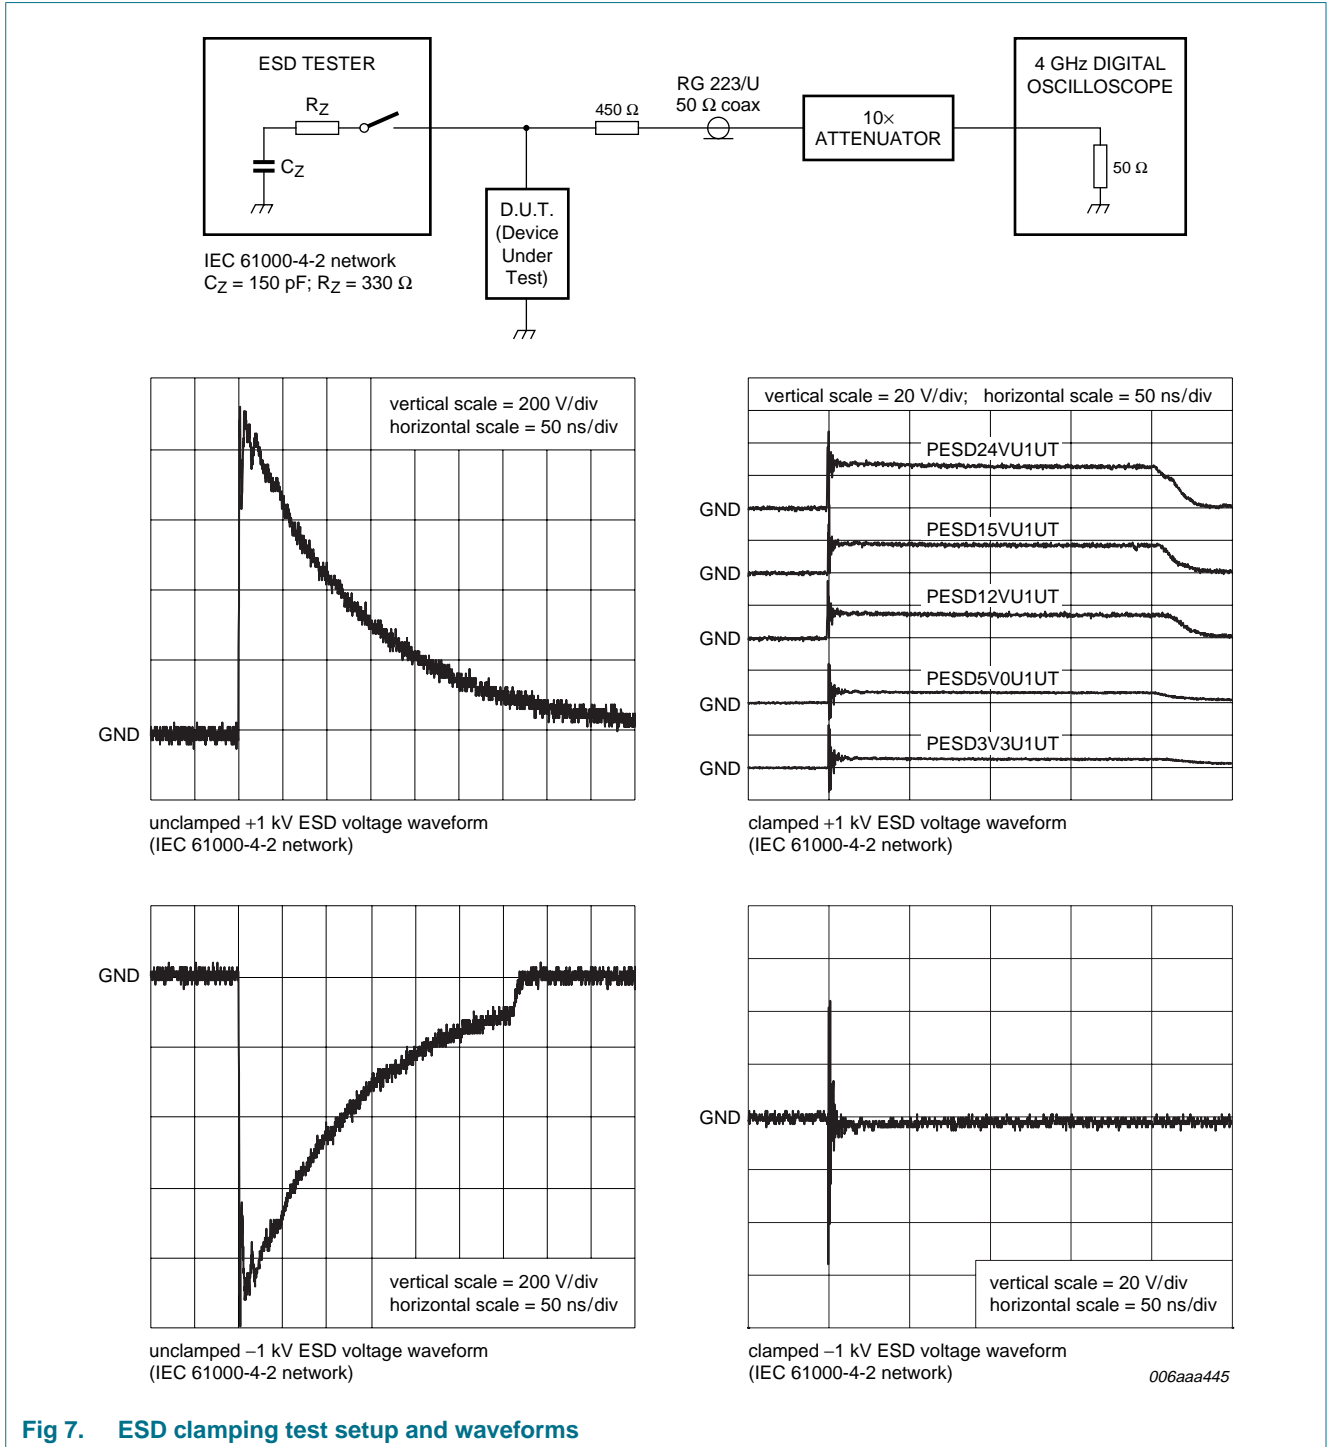 ESD TESTER
RZ
CZ
IEC 61000-4-2 network
CZ = 150 pF; RZ = 330 Ω
D.U.T.
(Device
Under
Test)
450 Ω
RG 223/U
50 Ω coax
10×
ATTENUATOR
4 GHz DIGITAL
OSCILLOSCOPE
50 Ω
vertical scale = 200 V/div
horizontal scale = 50 ns/div
GND
unclamped +1 kV ESD voltage waveform
(IEC 61000-4-2 network)
vertical scale = 20 V/div; horizontal scale = 50 ns/div
PESD24VU1UT
GND
PESD15VU1UT
GND
PESD12VU1UT
GND
PESD5V0U1UT
GND
PESD3V3U1UT
GND
clamped +1 kV ESD voltage waveform
(IEC 61000-4-2 network)
GND
vertical scale = 200 V/div
horizontal scale = 50 ns/div
unclamped −1 kV ESD voltage waveform
(IEC 61000-4-2 network)
GND
vertical scale = 20 V/div
horizontal scale = 50 ns/div
clamped −1 kV ESD voltage waveform
(IEC 61000-4-2 network)
006aaa445
Fig 7. ESD clamping test setup and waveforms